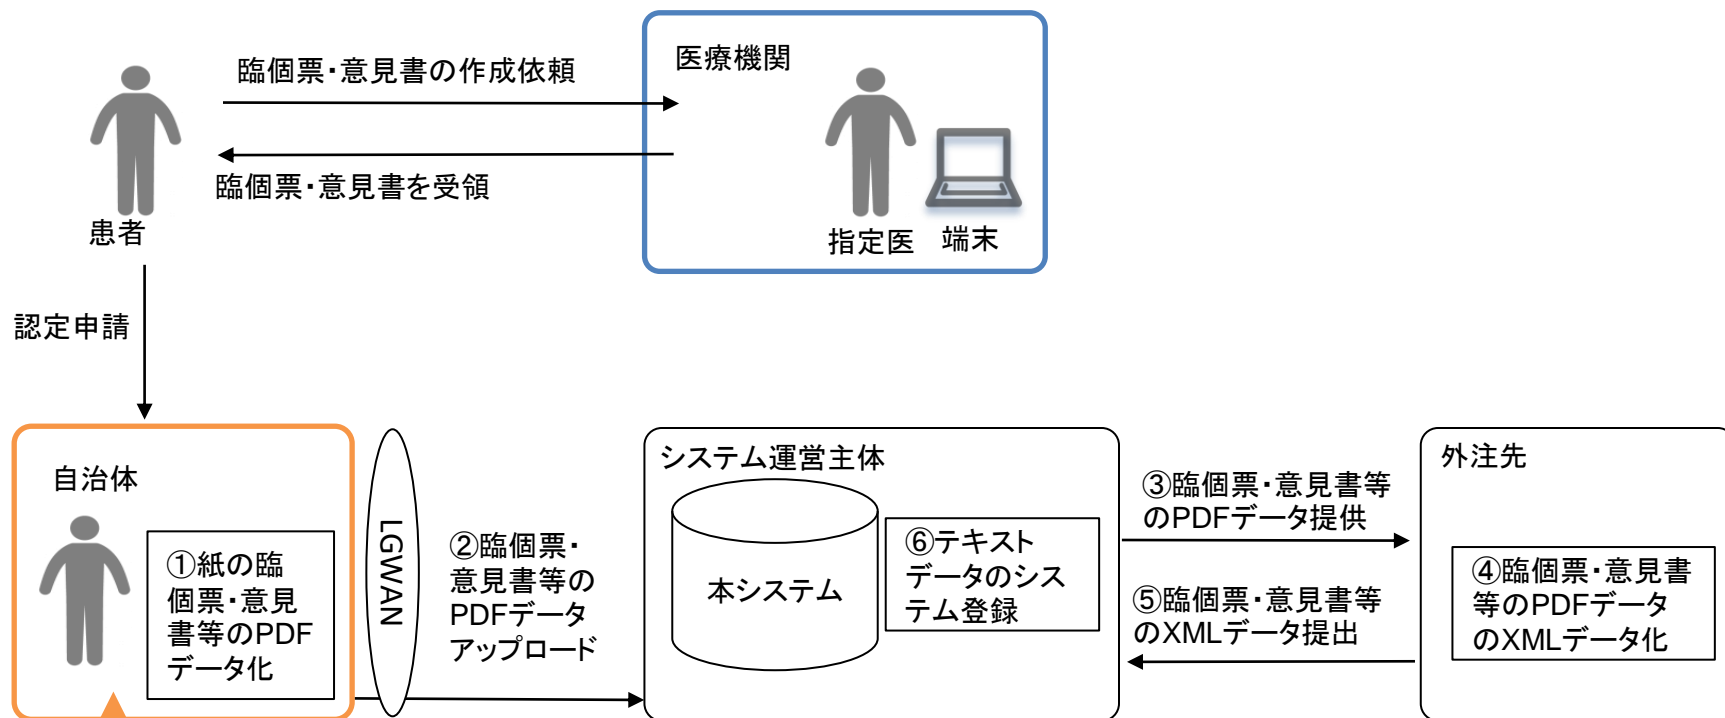 臨個票・意見書の作成依頼
医療機関
臨個票・意見書を受領
患者
指定医
端末
認定申請
自治体
①紙の臨
個票・意見
書等のPDF
データ化
LGWAN
②臨個票・
意見書等の
PDFデータ
アップロード
システム運営主体
本システム
⑥テキスト
データのシス
テム登録
③臨個票・意見書等
のPDFデータ提供
⑤臨個票・意見書等
のXMLデータ提出
外注先
④臨個票・意見書
等のPDFデータ
のXMLデータ化